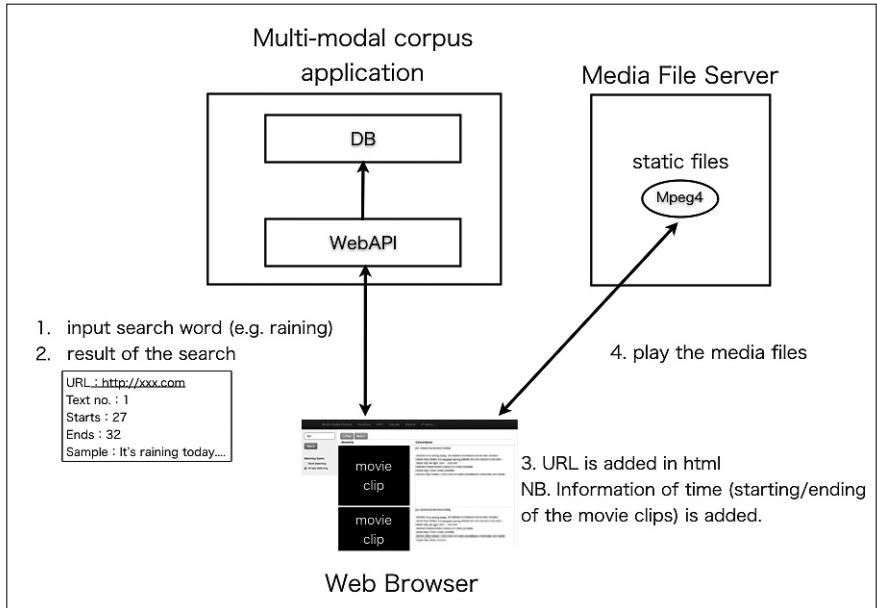 Multi-modal corpus
application
Media File Server
DB
WebAPI
static files
Mpeg4
1. input search word (e.g. raining)
2. result of the search
URL : http://xxx.com
Text no. : 1
Starts : 27
Ends : 32
Sample : It's raining today....
4. play the media files
movie
clip
movie
clip
3. URL is added in html
NB. Information of time (starting/ending
of the movie clips) is added.
Web Browser